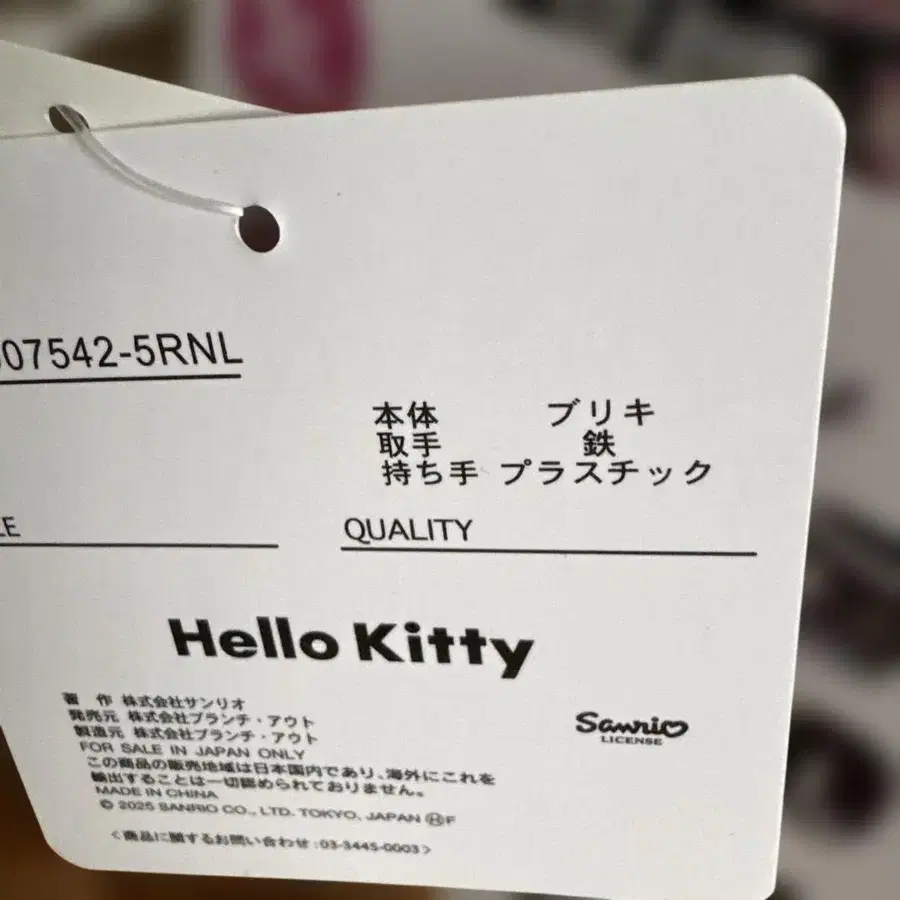 07542-5RNL
本体 ブリキ
取手 鉄
持ち手 プラスチック
QUALITY
Hello Kitty
著 作 株式会社サンリオ
発売元 株式会社ブランチ・アウト
製造元 株式会社ブランチ・アウト
FOR SALE IN JAPAN ONLY
この商品の販売地域は日本国内であり、海外にこれを
輸出することは一切認められておりません。
MADE IN CHINA
© 2025 SANRIO CO., LTD. TOKYO, JAPAN Ⓗ F
<商品に関するお問い合わせ:03-3445-0003>
Sanrio
LICENSE